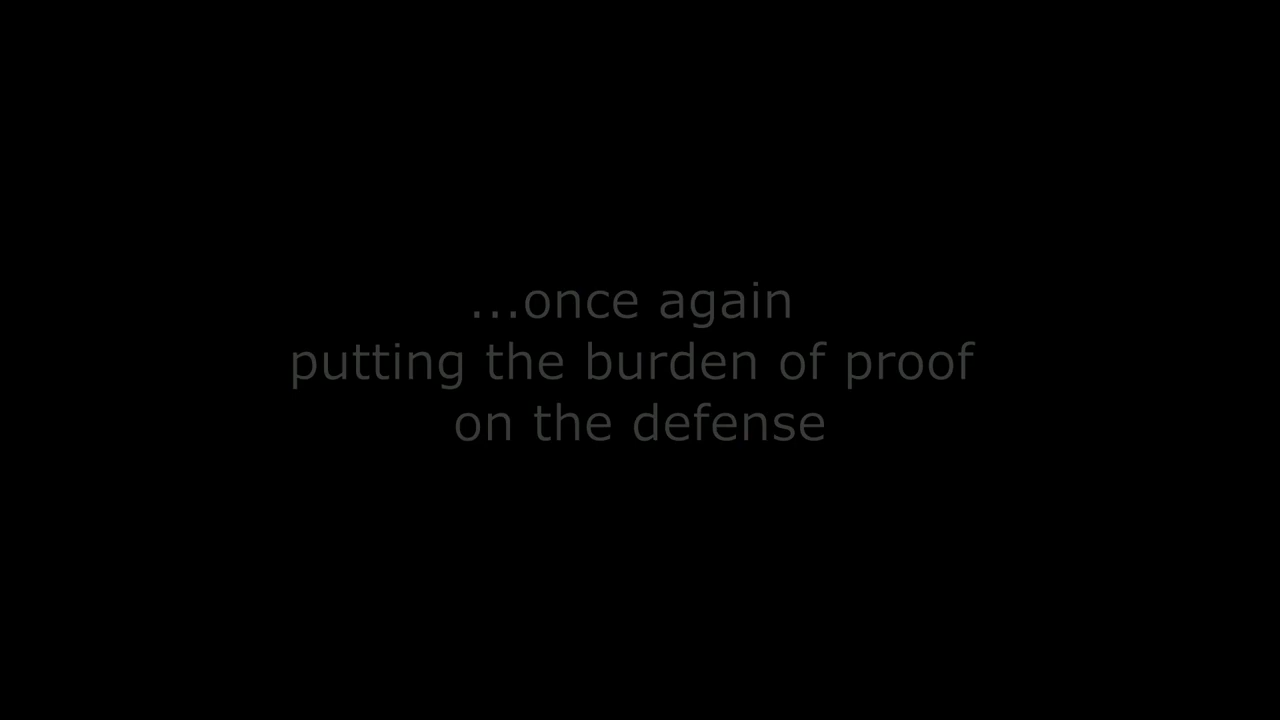 ...once again
putting the burden of proof
on the defense